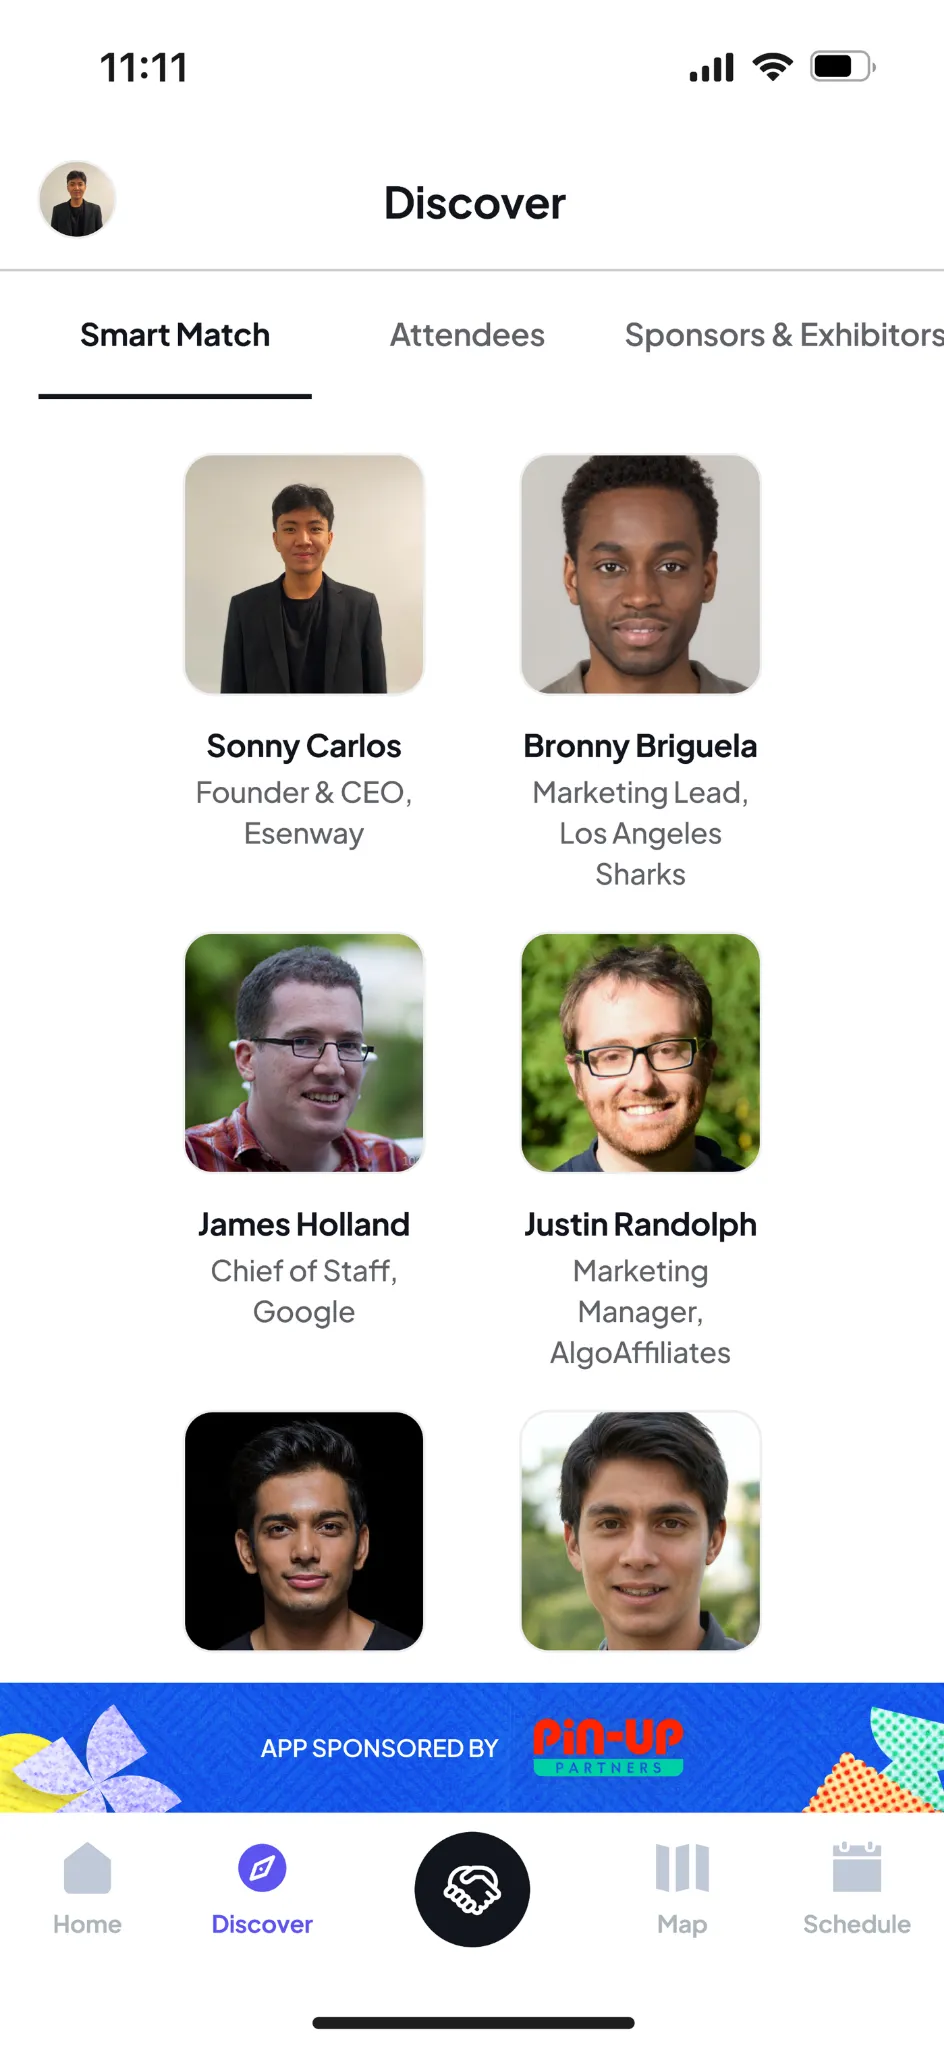 11:11
Discover
Smart Match
Attendees
Sponsors & Exhibitors
Sonny Carlos
Founder & CEO,
Esenway
Bronny Briguela
Marketing Lead,
Los Angeles
Sharks
James Holland
Chief of Staff,
Google
Justin Randolph
Marketing
Manager,
AlgoAffiliates
APP SPONSORED BY
PiN-UP
PARTNERS
Home
Discover
Map
Schedule